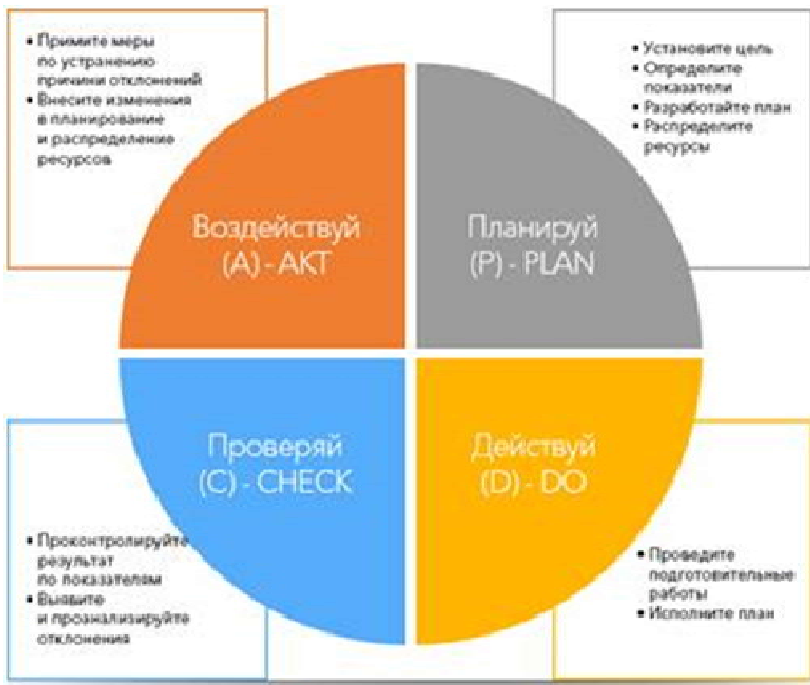 • Примите меры
по устранению
причини отклонений
• Внесите изменения
в планирование
и распределение
ресурсов
• Установите цель
• Определите
показатели
• Разработайте план
• Распределите
ресурсы
Воздействуй
(A) - AKT
Планируй
(P) - PLAN
Проверяй
(C) - CHECK
Действуй
(D) - DO
• Проконтролируйте
результат
по показателям
• Выявите
и проанализируйте
отклонения
• Проведите
подготовительные
работы
• Исполните план